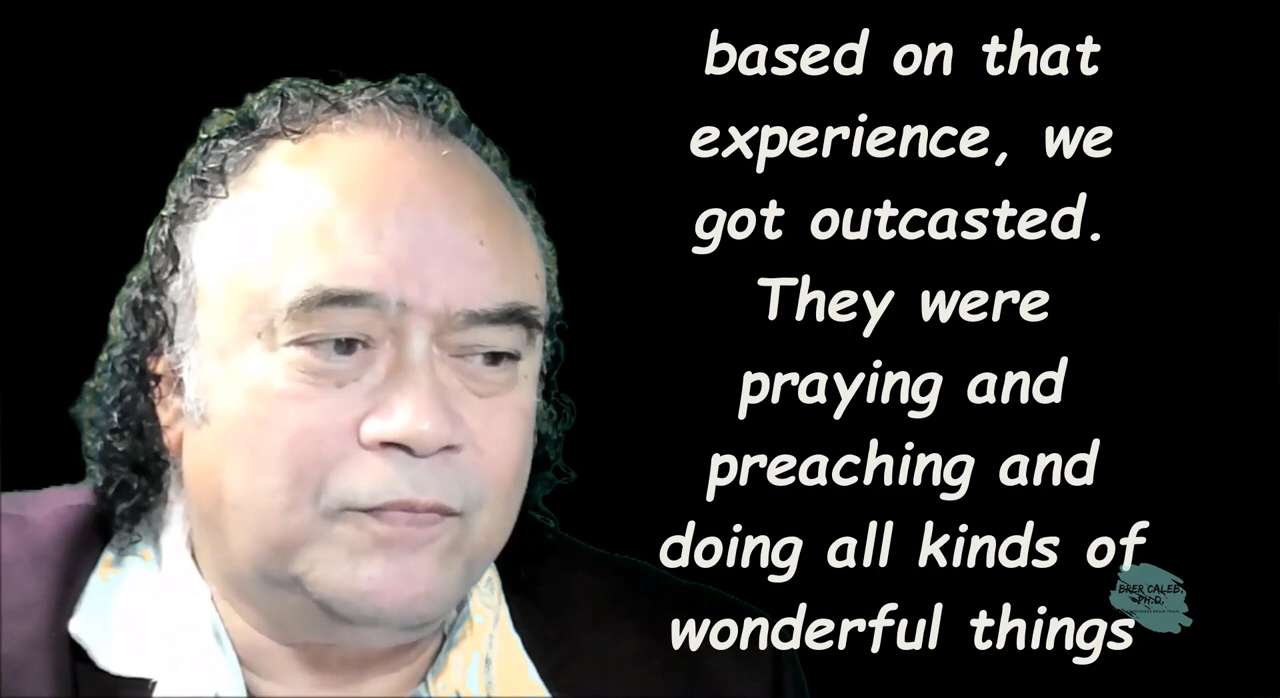 based on that
experience, we
got outcasted.
They were
praying and
preaching and
doing all kinds of
wonderful things
BRER CALEB,
PH.D.